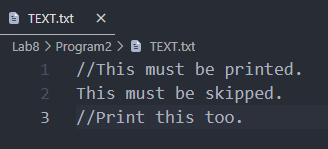 TEXT.txt ×
Lab8 > Program2 > TEXT.txt
1 //This must be printed.
2 This must be skipped.
3 //Print this too.